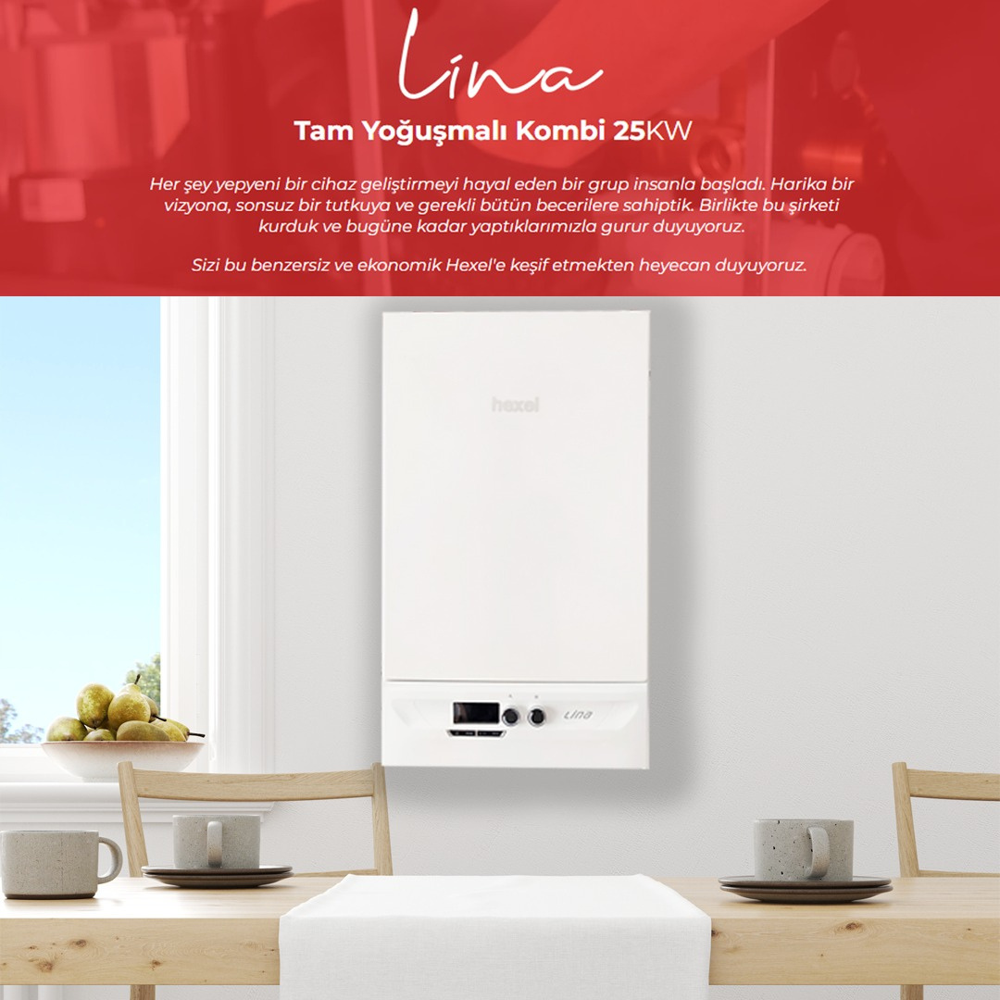 Lina
Tam Yoğuşmalı Kombi 25KW
Her şey yepyeni bir cihaz geliştirmeyi hayal eden bir grup insanla başladı. Harika bir
vizyona, sonsuz bir tutkuya ve gerekli bütün becerilere sahiptik. Birlikte bu şirketi
kurduk ve bugüne kadar yaptıklarımızla gurur duyuyoruz.
Sizi bu benzersiz ve ekonomik Hexel'e keşif etmekten heyecan duyuyoruz.
hexel
Lina